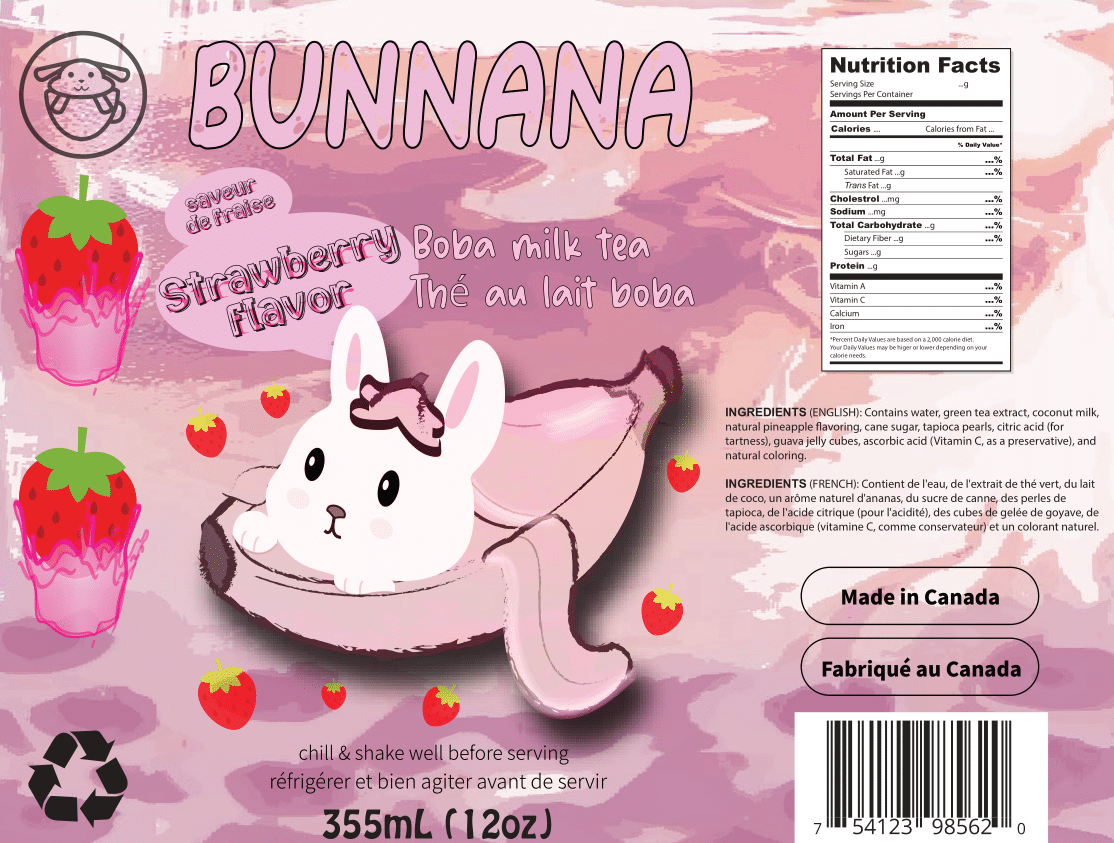 BUNNANA
saveur
de fraise
Strawberry
flavor
Boba milk tea
Thé au lait boba
chill & shake well before serving
réfrigérer et bien agiter avant de servir
355mL (12oz)
Nutrition Facts
Serving Size ...g
Servings Per Container
Amount Per Serving
Calories ... Calories from Fat ...
% Daily Value*
Total Fat ...g ...%
Saturated Fat ...g ...%
Trans Fat ...g
Cholestrol ...mg ...%
Sodium ...mg ...%
Total Carbohydrate ...g ...%
Dietary Fiber ...g ...%
Sugars ...g
Protein ...g
Vitamin A ...%
Vitamin C ...%
Calcium ...%
Iron ...%
*Percent Daily Values are based on a 2,000 calorie diet.
Your Daily Values may be higer or lower depending on your
calorie needs.
INGREDIENTS (ENGLISH): Contains water, green tea extract, coconut milk,
natural pineapple flavoring, cane sugar, tapioca pearls, citric acid (for
tartness), guava jelly cubes, ascorbic acid (Vitamin C, as a preservative), and
natural coloring.
INGREDIENTS (FRENCH): Contient de l'eau, de l'extrait de thé vert, du lait
de coco, un arôme naturel d'ananas, du sucre de canne, des perles de
tapioca, de l'acide citrique (pour l'acidité), des cubes de gelée de goyave, de
l'acide ascorbique (vitamine C, comme conservateur) et un colorant naturel.
Made in Canada
Fabriqué au Canada
7 54123 98562 0